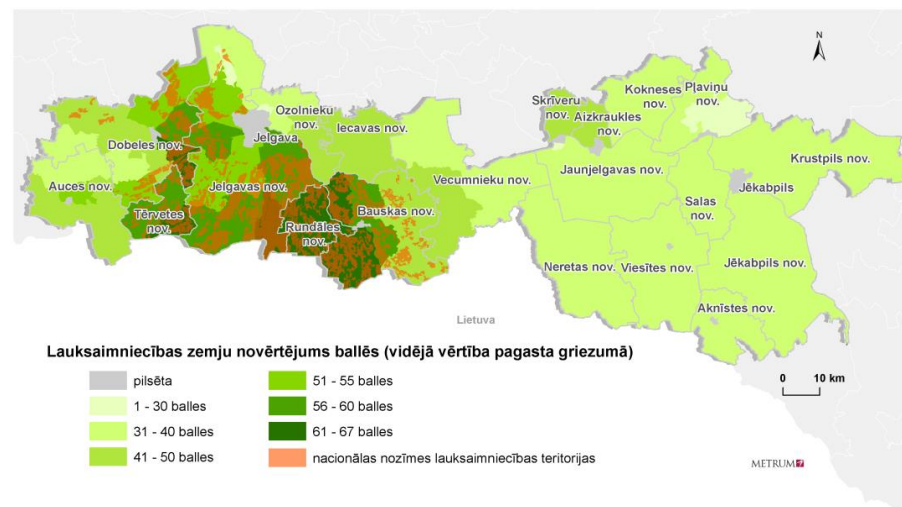 N
Ozolnieku
nov.
Iecavas nov.
Jelgava
Dobeles nov.
Auces nov.
Jelgavas nov.
Tērvetes
nov.
Rundāles
nov.
Bauskas nov.
Vecumnieku nov.
Skrīveru
nov.
Aizkraukles
nov.
Kokneses
nov.
Pļaviņu
nov.
Krustpils nov.
Jaunjelgavas nov.
Jēkabpils
Salas
nov.
Neretas nov.
Viesītes nov.
Jēkabpils nov.
Aknīstes nov.
Lietuva
Lauksaimniecības zemju novērtējums ballēs (vidējā vērtība pagasta griezumā)
pilsēta
1 - 30 balles
31 - 40 balles
41 - 50 balles
51 - 55 balles
56 - 60 balles
61 - 67 balles
nacionālas nozīmes lauksaimniecības teritorijas
0 10 km
METRUM